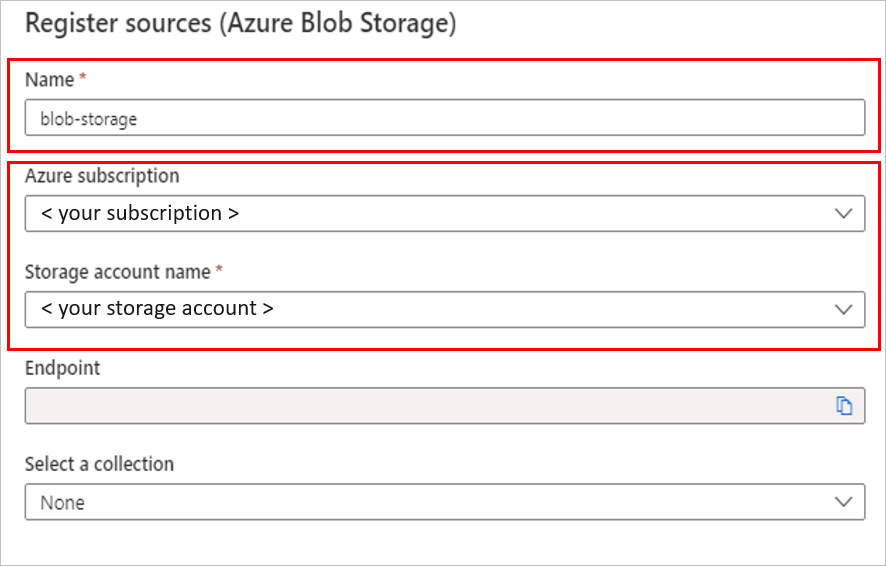 Register sources (Azure Blob Storage)
Name *
blob-storage
Azure subscription
< your subscription >
Storage account name *
< your storage account >
Endpoint
Select a collection
None